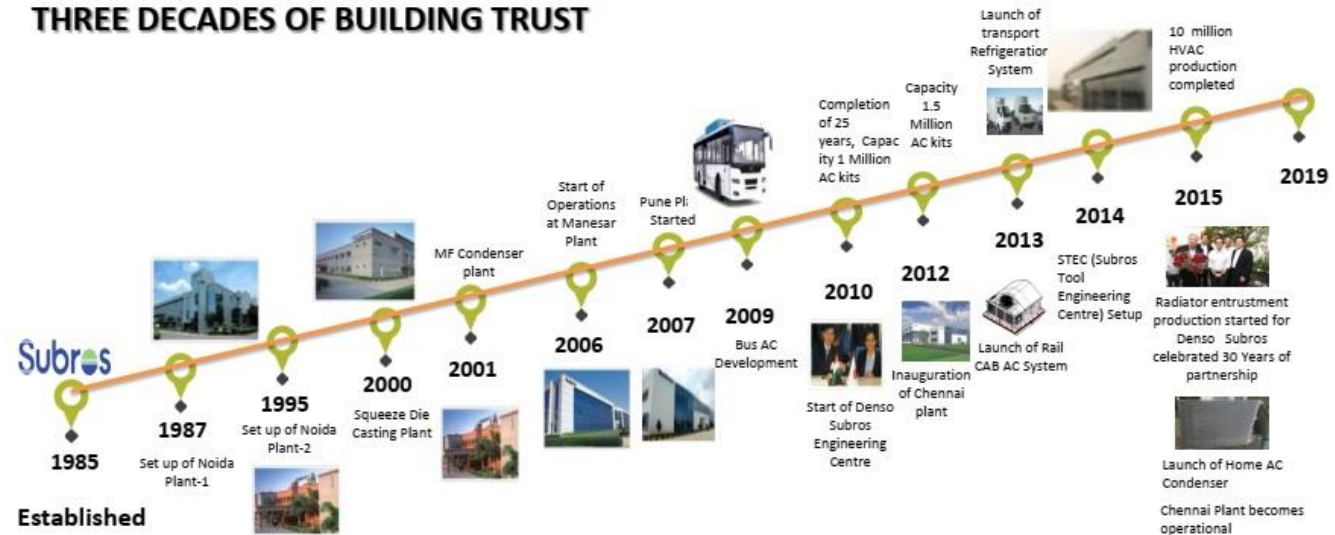 THREE DECADES OF BUILDING TRUST
Subros
1985
Established
1987
Set up of Noida
Plant-1
1995
Set up of Noida
Plant-2
2000
Squeeze Die
Casting Plant
MF Condenser
plant
2001
Start of
Operations
at Manesar
Plant
2006
Pune Pl
Started
2007
2009
Bus AC
Development
Completion
of 25
years, Capac
ity 1 Million
AC kits
2010
Start of Denso
Subros
Engineering
Centre
Capacity
1.5
Million
AC kits
2012
Inauguration
of Chennai
plant
Launch of
transport
Refrigeration
System
2013
Launch of Rail
CAB AC System
2014
STEC (Subros
Tool
Engineering
Centre) Setup
10 million
HVAC
production
completed
2015
Radiator entrustment
production started for
Denso Subros
celebrated 30 Years of
partnership
Launch of Home AC
Condenser
Chennai Plant becomes
operational
2019